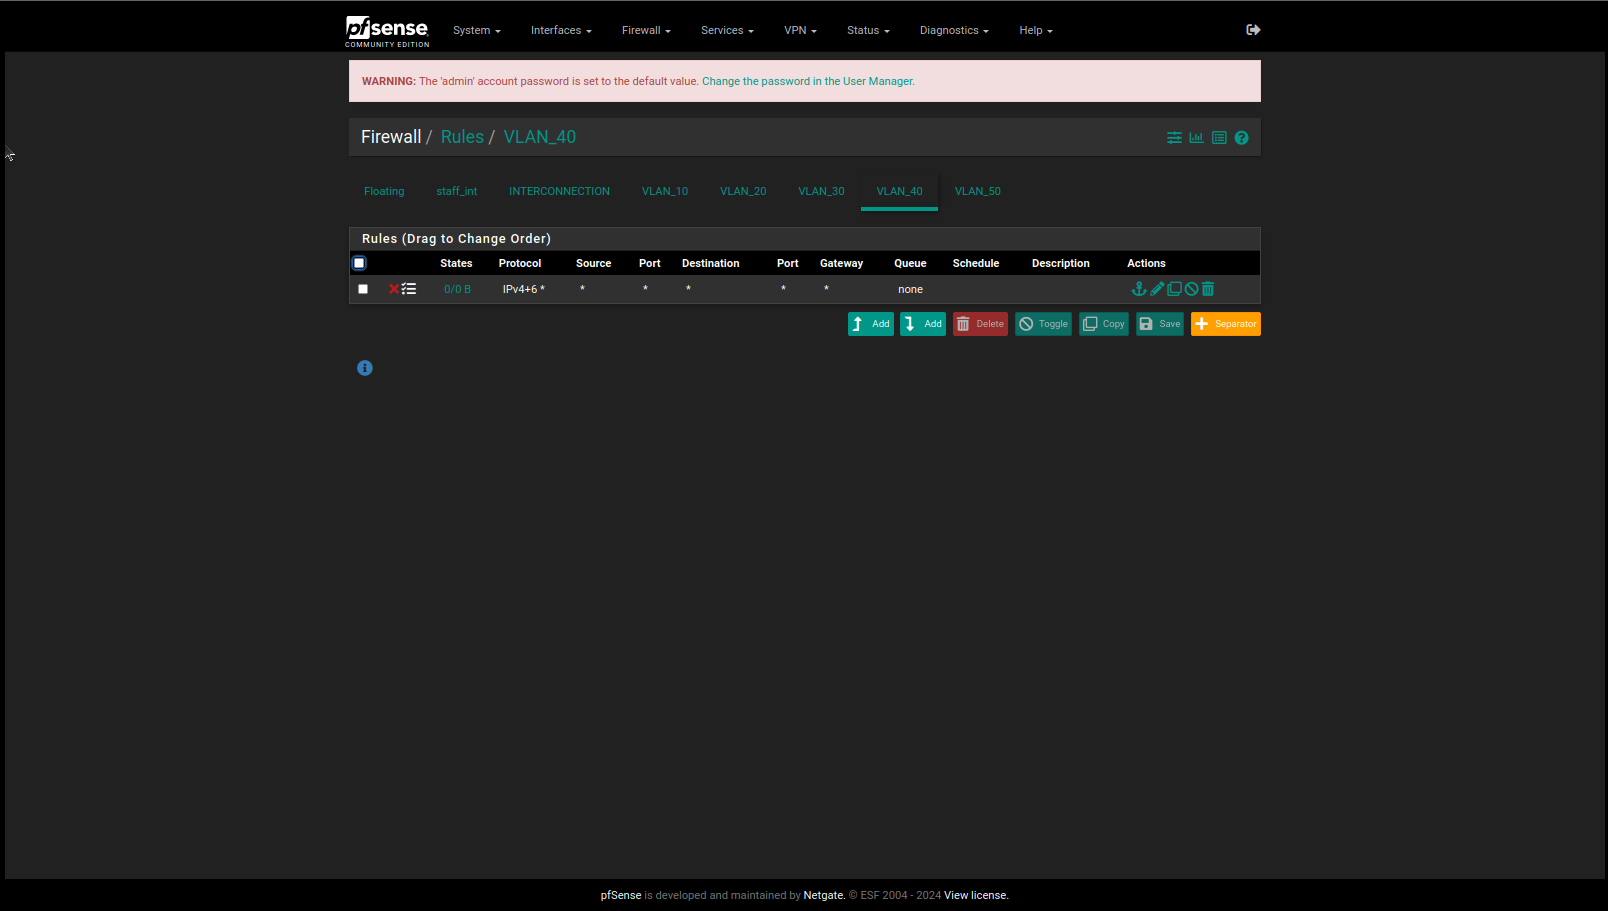 pfsense System Interfaces Firewall Services VPN Status Diagnostics Help
COMMUNITY EDITION
WARNING: The 'admin' account password is set to the default value. Change the password in the User Manager.
Firewall / Rules / VLAN_40
Floating staff_int INTERCONNECTION VLAN_10 VLAN_20 VLAN_30 VLAN_40 VLAN_50
Rules (Drag to Change Order)
States Protocol Source Port Destination Port Gateway Queue Schedule Description Actions
0/0 B IPv4+6 * * * * * * none
Add Add Delete Toggle Copy Save Separator
pfSense is developed and maintained by Netgate. © ESF 2004 - 2024 View license.